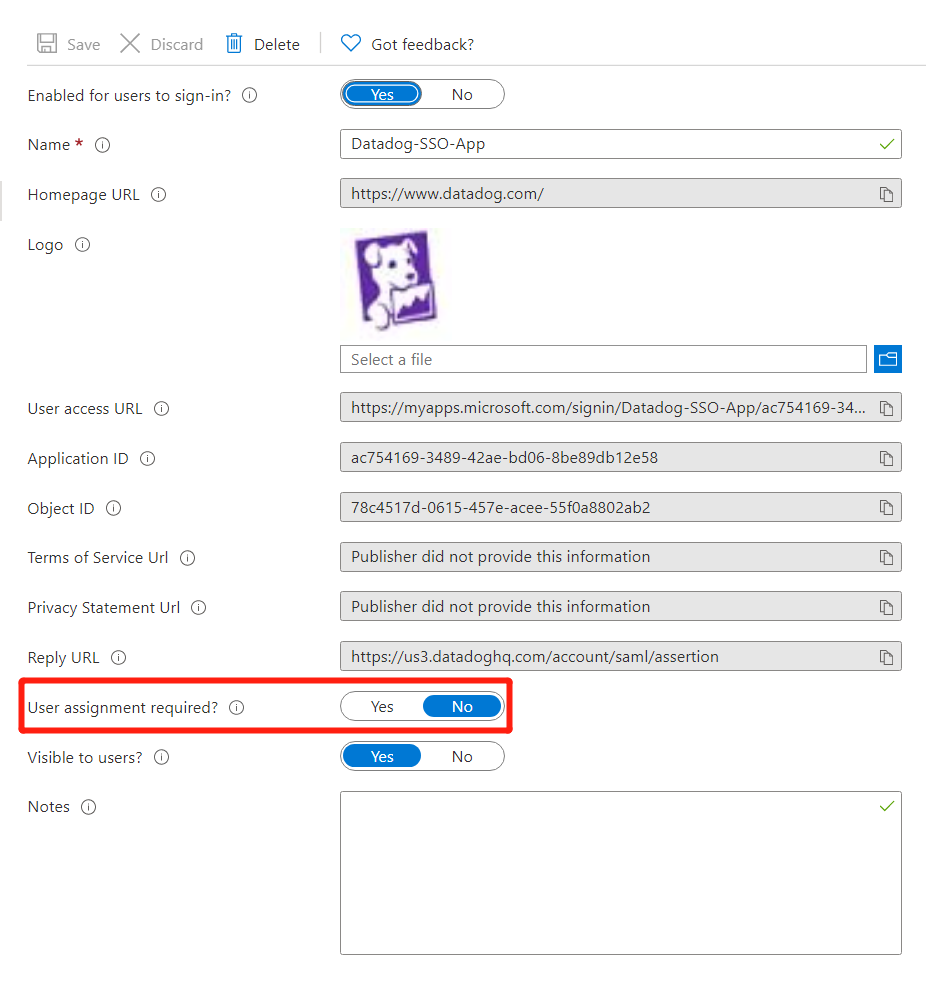 Save Discard Delete Got feedback?
Enabled for users to sign-in? Yes No
Name * Datadog-SSO-App
Homepage URL https://www.datadog.com/
Logo
Select a file
User access URL https://myapps.microsoft.com/signin/Datadog-SSO-App/ac754169-34...
Application ID ac754169-3489-42ae-bd06-8be89db12e58
Object ID 78c4517d-0615-457e-acee-55f0a8802ab2
Terms of Service Url Publisher did not provide this information
Privacy Statement Url Publisher did not provide this information
Reply URL https://us3.datadoghq.com/account/saml/assertion
User assignment required? Yes No
Visible to users? Yes No
Notes